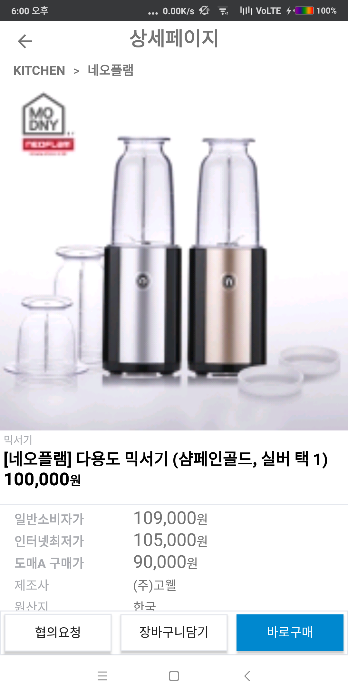 6:00 오후 ... 0.00K/s VoLTE 100%
상세페이지
KITCHEN > 네오플램
MO
DNY
NEOFLAM
믹서기
[네오플램] 다용도 믹서기 (샴페인골드, 실버 택 1)
100,000원
일반소비자가 109,000원
인터넷최저가 105,000원
도매A 구매가 90,000원
제조사 (주)고웰
원산지 한국
협의요청 장바구니담기 바로구매